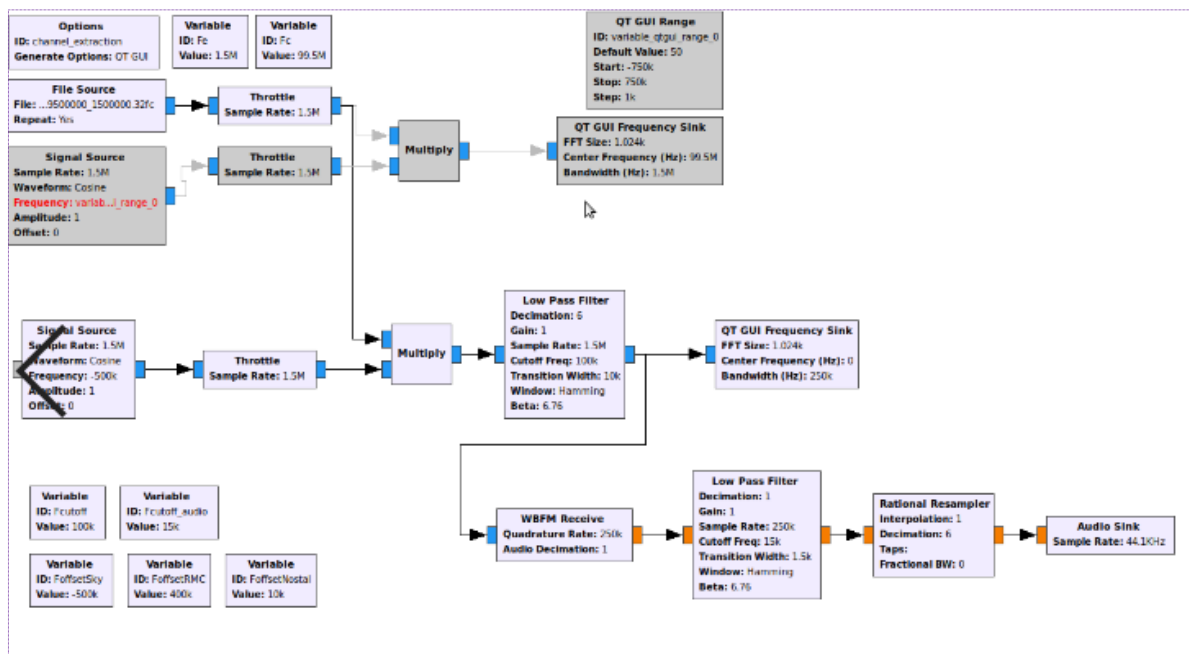 Options
ID: channel_extraction
Generate Options: QT GUI
Variable
ID: Fe
Value: 1.5M
Variable
ID: Fc
Value: 99.5M
QT GUI Range
ID: variable_qtgui_range_0
Default Value: 50
Start: -750k
Stop: 750k
Step: 1k
File Source
File: ...9500000_1500000.32fc
Repeat: Yes
Throttle
Sample Rate: 1.5M
Signal Source
Sample Rate: 1.5M
Waveform: Cosine
Frequency: variab...i_range_0
Amplitude: 1
Offset: 0
Throttle
Sample Rate: 1.5M
Multiply
QT GUI Frequency Sink
FFT Size: 1.024k
Center Frequency (Hz): 99.5M
Bandwidth (Hz): 1.5M
Signal Source
Sample Rate: 1.5M
Waveform: Cosine
Frequency: -500k
Amplitude: 1
Offset: 0
Throttle
Sample Rate: 1.5M
Multiply
Low Pass Filter
Decimation: 6
Gain: 1
Sample Rate: 1.5M
Cutoff Freq: 100k
Transition Width: 10k
Window: Hamming
Beta: 6.76
QT GUI Frequency Sink
FFT Size: 1.024k
Center Frequency (Hz): 0
Bandwidth (Hz): 250k
Variable
ID: Fcutoff
Value: 100k
Variable
ID: Fcutoff_audio
Value: 15k
Variable
ID: FoffsetSky
Value: -500k
Variable
ID: FoffsetRMC
Value: 400k
Variable
ID: FoffsetNostal
Value: 10k
WBFM Receive
Quadrature Rate: 250k
Audio Decimation: 1
Low Pass Filter
Decimation: 1
Gain: 1
Sample Rate: 250k
Cutoff Freq: 15k
Transition Width: 1.5k
Window: Hamming
Beta: 6.76
Rational Resampler
Interpolation: 1
Decimation: 6
Taps:
Fractional BW: 0
Audio Sink
Sample Rate: 44.1KHz